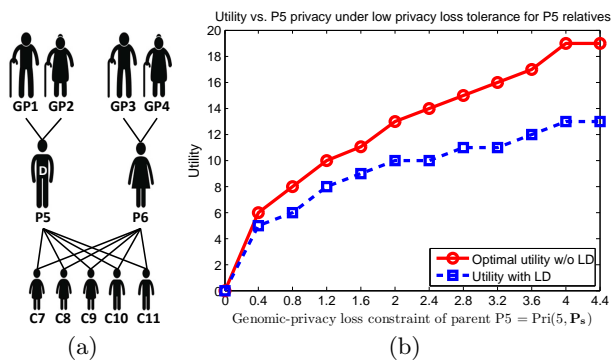 GP1 GP2 GP3 GP4
D
P5 P6
C7 C8 C9 C10 C11
(a)
Utility vs. P5 privacy under low privacy loss tolerance for P5 relatives
Utility
20
18
16
14
12
10
8
6
4
2
0
0 0.4 0.8 1.2 1.6 2 2.4 2.8 3.2 3.6 4 4.4
Optimal utility w/o LD
Utility with LD
Genomic-privacy loss constraint of parent P5 = Pri(5, Ps)
(b)